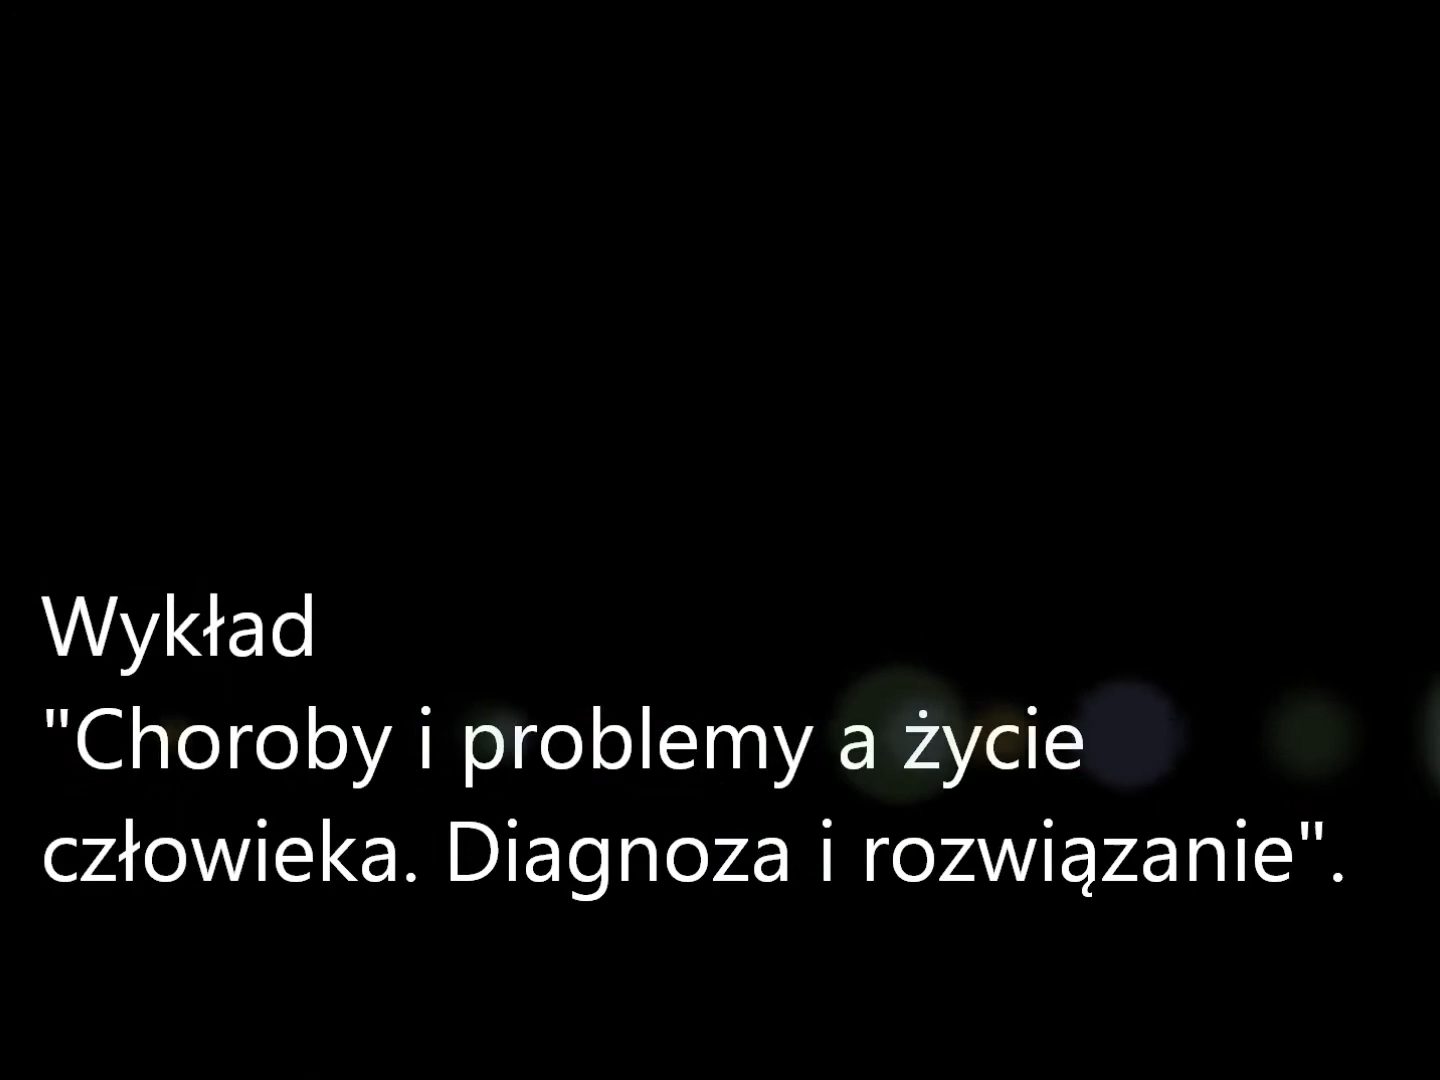 Wykład
"Choroby i problemy a życie
człowieka. Diagnoza i rozwiązanie".